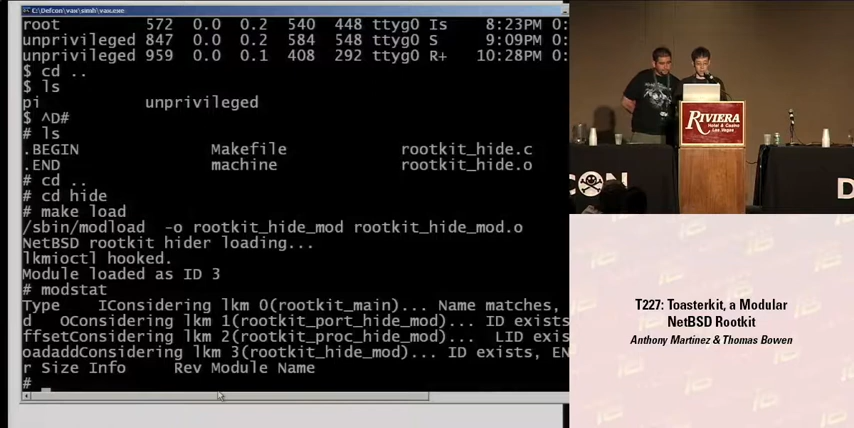 C:\Defcon\vax\simh\vax.exe
root 572 0.0 0.2 540 448 ttyg0 Is 8:23PM 0:
unprivileged 847 0.0 0.2 584 548 ttyg0 S 9:09PM 0:
unprivileged 959 0.0 0.1 408 292 ttyg0 R+ 10:28PM 0:
$ cd ..
$ ls
pi unprivileged
$ ^D#
# ls
.BEGIN Makefile rootkit_hide.c
.END machine rootkit_hide.o
# cd ..
# cd hide
# make load
/sbin/modload -o rootkit_hide_mod rootkit_hide_mod.o
NetBSD rootkit hider loading...
lkmioctl hooked.
Module loaded as ID 3
# modstat
Type IConsidering lkm 0(rootkit_main)... Name matches,
d OConsidering lkm 1(rootkit_port_hide_mod)... ID exists
ffsetConsidering lkm 2(rootkit_proc_hide_mod)... LID exist
oadaddConsidering lkm 3(rootkit_hide_mod)... ID exists, EN
r Size Info Rev Module Name
#
RIVIERA
Hotel & Casino
Las Vegas
CON
D
T227: Toasterkit, a Modular
NetBSD Rootkit
Anthony Martinez & Thomas Bowen